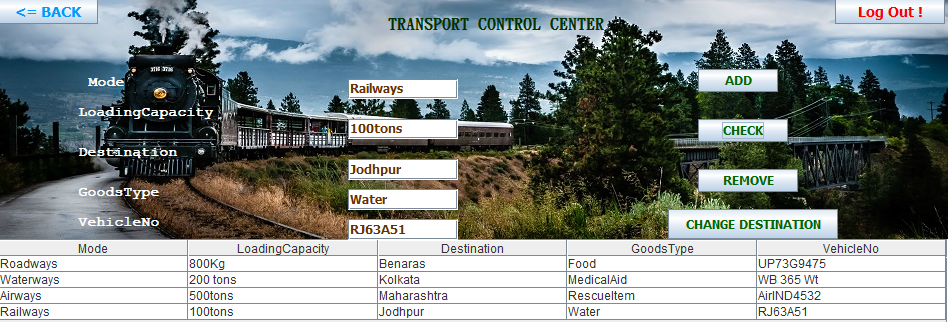 <= BACK
TRANSPORT CONTROL CENTER
Log Out !
Mode Railways ADD
LoadingCapacity 100tons CHECK
Destination Jodhpur REMOVE
GoodsType Water
VehicleNo RJ63A51 CHANGE DESTINATION
Mode LoadingCapacity Destination GoodsType VehicleNo
Roadways 800Kg Benaras Food UP73G9475
Waterways 200 tons Kolkata MedicalAid WB 365 Wt
Airways 500tons Maharashtra RescueItem AirIND4532
Railways 100tons Jodhpur Water RJ63A51